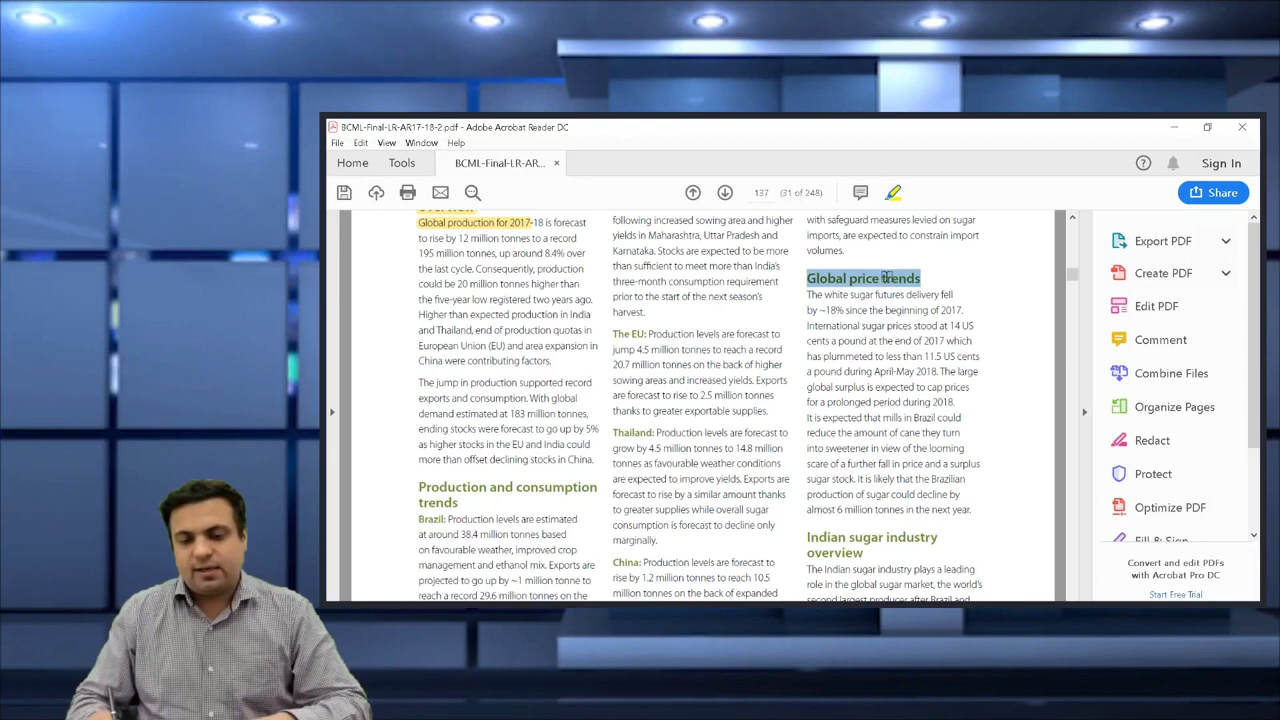 BCML-Final-LR-AR17-18-2.pdf - Adobe Acrobat Reader DC
File Edit View Window Help
Home Tools BCML-Final-LR-AR... × Sign In
137 (31 of 248) Share
Overview
Global production for 2017-18 is forecast
to rise by 12 million tonnes to a record
195 million tonnes, up around 8.4% over
the last cycle. Consequently, production
could be 20 million tonnes higher than
the five-year low registered two years ago.
Higher than expected production in India
and Thailand, end of production quotas in
European Union (EU) and area expansion in
China were contributing factors.
The jump in production supported record
exports and consumption. With global
demand estimated at 183 million tonnes,
ending stocks were forecast to go up by 5%
as higher stocks in the EU and India could
more than offset declining stocks in China.
Production and consumption
trends
Brazil: Production levels are estimated
at around 38.4 million tonnes based
on favourable weather, improved crop
management and ethanol mix. Exports are
projected to go up by ~1 million tonne to
reach a record 29.6 million tonnes on the
following increased sowing area and higher
yields in Maharashtra, Uttar Pradesh and
Karnataka. Stocks are expected to be more
than sufficient to meet more than India's
three-month consumption requirement
prior to the start of the next season's
harvest.
The EU: Production levels are forecast to
jump 4.5 million tonnes to reach a record
20.7 million tonnes on the back of higher
sowing areas and increased yields. Exports
are forecast to rise to 2.5 million tonnes
thanks to greater exportable supplies.
Thailand: Production levels are forecast to
grow by 4.5 million tonnes to 14.8 million
tonnes as favourable weather conditions
are expected to improve yields. Exports are
forecast to rise by a similar amount thanks
to greater supplies while overall sugar
consumption is forecast to decline only
marginally.
China: Production levels are forecast to
rise by 1.2 million tonnes to reach 10.5
million tonnes on the back of expanded
with safeguard measures levied on sugar
imports, are expected to constrain import
volumes.
Global price trends
The white sugar futures delivery fell
by ~18% since the beginning of 2017.
International sugar prices stood at 14 US
cents a pound at the end of 2017 which
has plummeted to less than 11.5 US cents
a pound during April-May 2018. The large
global surplus is expected to cap prices
for a prolonged period during 2018.
It is expected that mills in Brazil could
reduce the amount of cane they turn
into sweetener in view of the looming
scare of a further fall in price and a surplus
sugar stock. It is likely that the Brazilian
production of sugar could decline by
almost 6 million tonnes in the next year.
Indian sugar industry
overview
The Indian sugar industry plays a leading
role in the global sugar market, the world's
second largest producer after Brazil and
Export PDF
Create PDF
Edit PDF
Comment
Combine Files
Organize Pages
Redact
Protect
Optimize PDF
Fill & Sign
Convert and edit PDFs
with Acrobat Pro DC
Start Free Trial